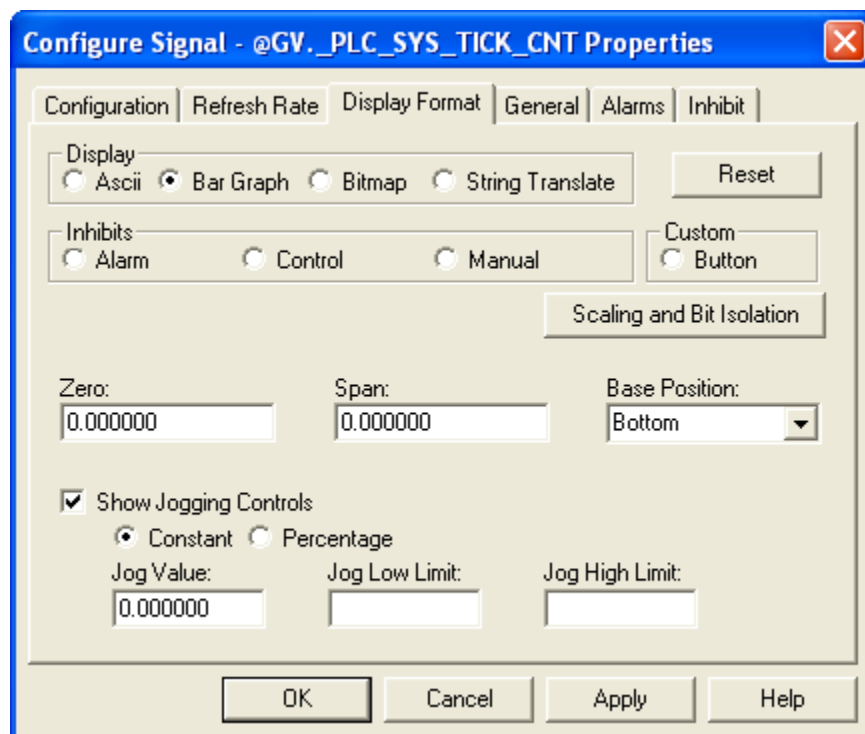 Configure Signal - @GV._PLC_SYS_TICK_CNT Properties
Configuration Refresh Rate Display Format General Alarms Inhibit
Display
Ascii Bar Graph Bitmap String Translate Reset
Inhibits Custom
Alarm Control Manual Button
Scaling and Bit Isolation
Zero: Span: Base Position:
0.000000 0.000000 Bottom
Show Jogging Controls
Constant Percentage
Jog Value: Jog Low Limit: Jog High Limit:
0.000000
OK Cancel Apply Help